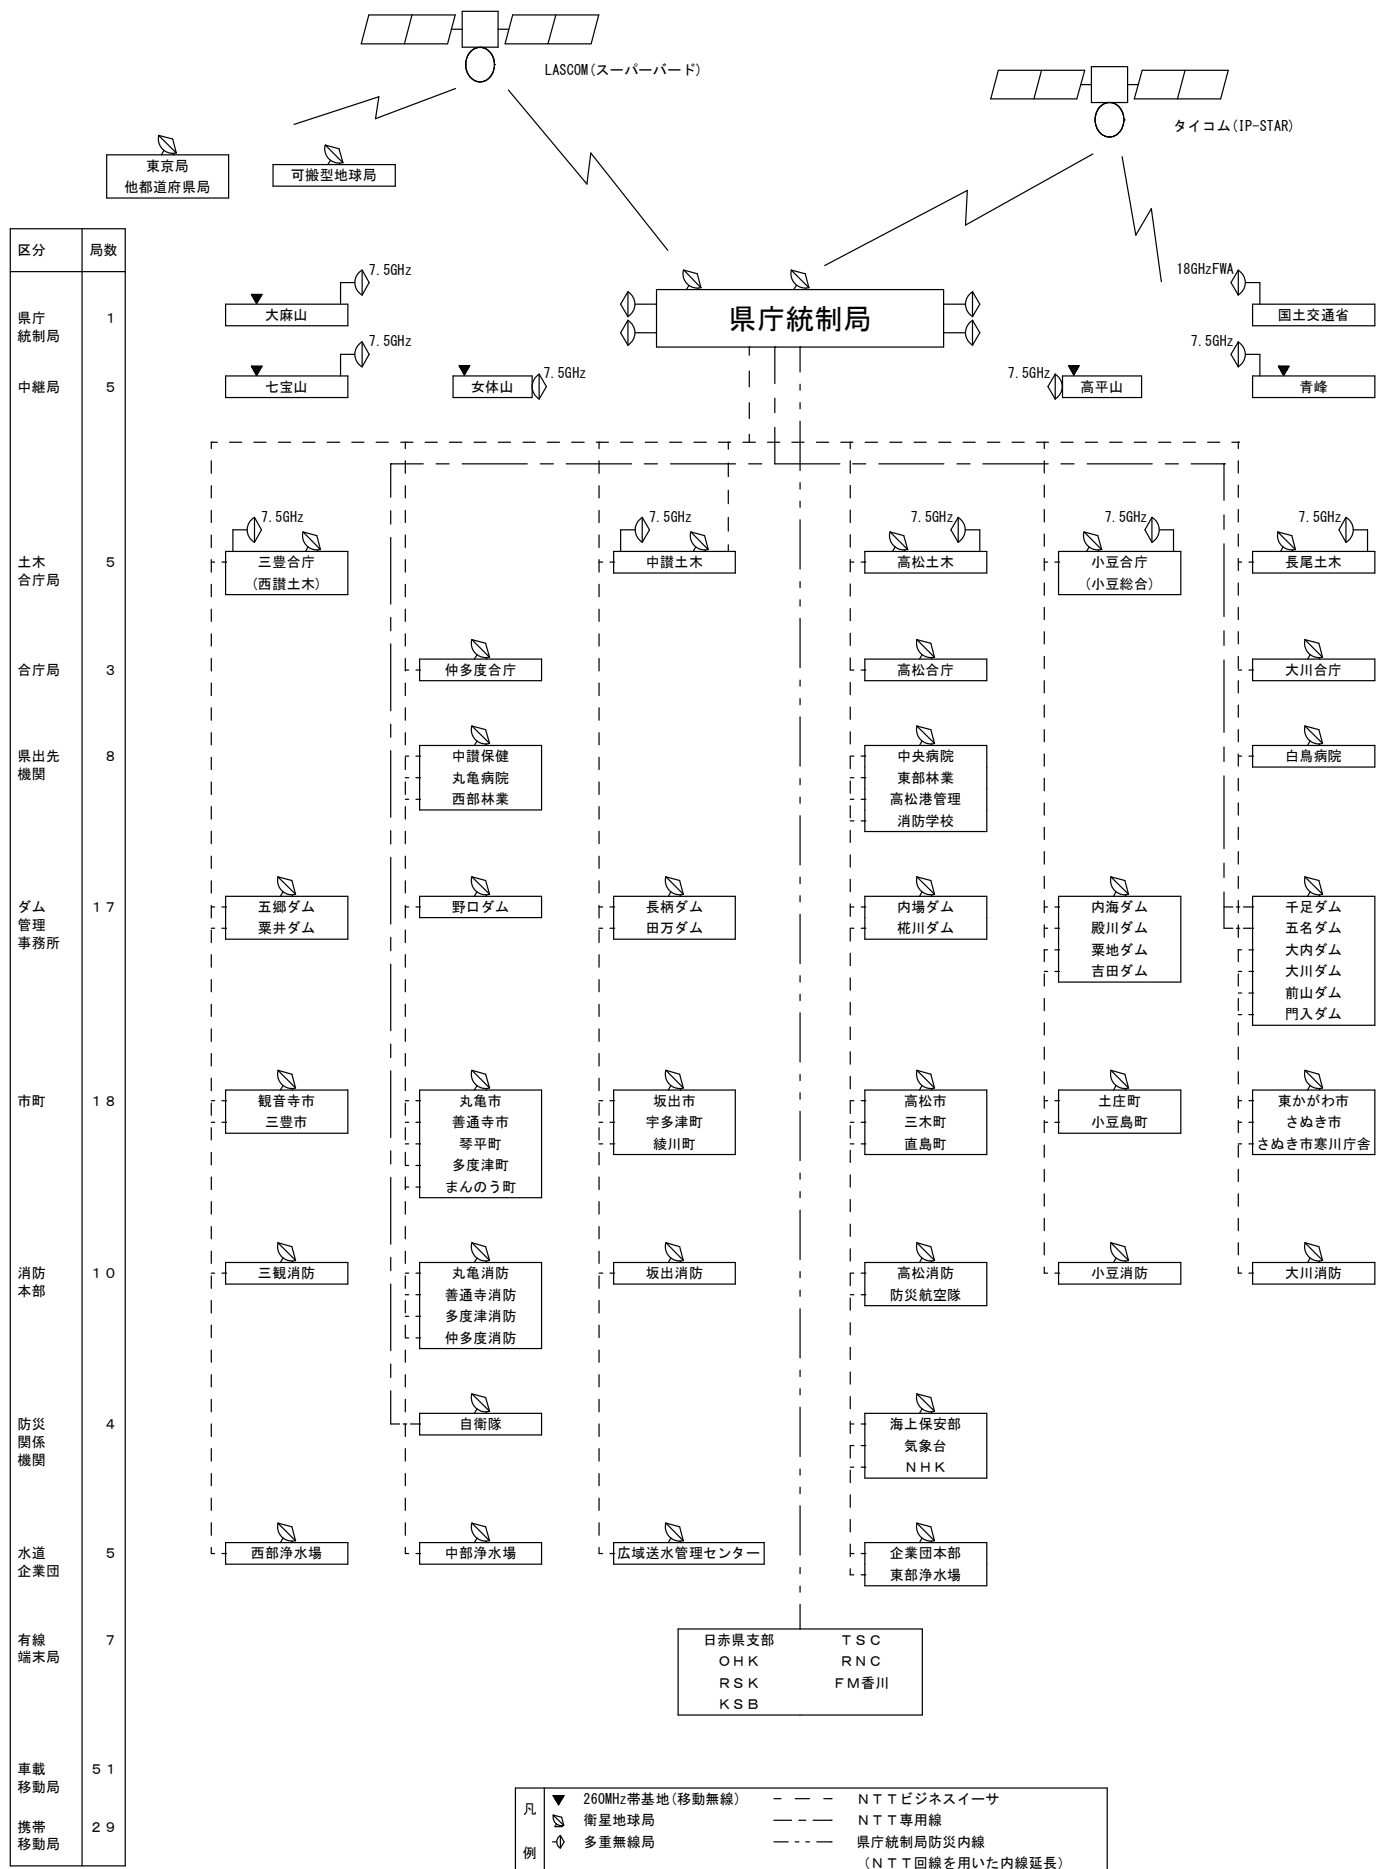 LASCOM(スーパーバード)
タイコム(IP-STAR)
東京局
他都道府県局
可搬型地球局
区分 局数
県庁
統制局
1
7.5GHz
大麻山
県庁統制局
18GHzFWA
国土交通省
中継局 5
7.5GHz
七宝山
女体山
7.5GHz
7.5GHz
高平山
7.5GHz
青峰
土木
合庁局
5
7.5GHz
三豊合庁
(西讃土木)
7.5GHz
中讃土木
7.5GHz
高松土木
7.5GHz
小豆合庁
(小豆総合)
7.5GHz
長尾土木
合庁局 3
仲多度合庁
高松合庁
大川合庁
県出先
機関
8
中讃保健
丸亀病院
西部林業
中央病院
東部林業
高松港管理
消防学校
白鳥病院
ダム
管理
事務所
17
五郷ダム
粟井ダム
野口ダム
長柄ダム
田万ダム
内場ダム
椛川ダム
内海ダム
殿川ダム
粟地ダム
吉田ダム
千足ダム
五名ダム
大内ダム
大川ダム
前山ダム
門入ダム
市町 18
観音寺市
三豊市
丸亀市
善通寺市
琴平町
多度津町
まんのう町
坂出市
宇多津町
綾川町
高松市
三木町
直島町
土庄町
小豆島町
東かがわ市
さぬき市
さぬき市寒川庁舎
消防
本部
10
三観消防
丸亀消防
善通寺消防
多度津消防
仲多度消防
坂出消防
高松消防
防災航空隊
小豆消防
大川消防
防災
関係
機関
4
自衛隊
海上保安部
気象台
NHK
水道
企業団
5
西部浄水場
中部浄水場
広域送水管理センター
企業団本部
東部浄水場
有線
端末局
7
日赤県支部 TSC
OHK RNC
RSK FM香川
KSB
車載
移動局
51
携帯
移動局
29
凡
例
260MHz帯基地(移動無線)
衛星地球局
多重無線局
NTTビジネスイーサ
NTT専用線
県庁統制局防災内線
(NTT回線を用いた内線延長)